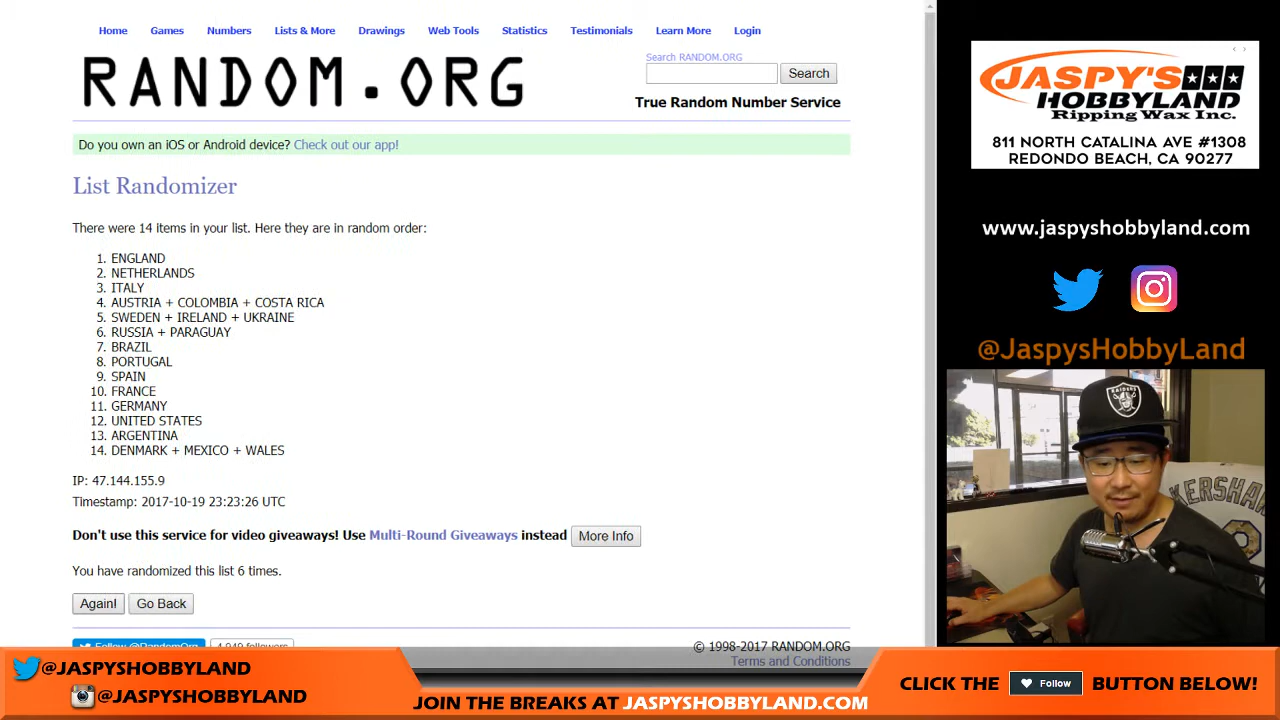 Home Games Numbers Lists & More Drawings Web Tools Statistics Testimonials Learn More Login
RANDOM.ORG
Search RANDOM.ORG
Search
True Random Number Service
Do you own an iOS or Android device? Check out our app!
List Randomizer
There were 14 items in your list. Here they are in random order:
1. ENGLAND
2. NETHERLANDS
3. ITALY
4. AUSTRIA + COLOMBIA + COSTA RICA
5. SWEDEN + IRELAND + UKRAINE
6. RUSSIA + PARAGUAY
7. BRAZIL
8. PORTUGAL
9. SPAIN
10. FRANCE
11. GERMANY
12. UNITED STATES
13. ARGENTINA
14. DENMARK + MEXICO + WALES
IP: 47.144.155.9
Timestamp: 2017-10-19 23:23:26 UTC
Don't use this service for video giveaways! Use Multi-Round Giveaways instead More Info
You have randomized this list 6 times.
Again! Go Back
Follow @RandomOrg 4,949 followers
© 1998-2017 RANDOM.ORG
Terms and Conditions
JASPY'S
HOBBYLAND
Ripping Wax Inc.
811 NORTH CATALINA AVE #1308
REDONDO BEACH, CA 90277
www.jaspyshobbyland.com
@JaspysHobbyLand
RAIDERS
KERSHAW
@JASPYSHOBBYLAND
@JASPYSHOBBYLAND
JOIN THE BREAKS AT JASPYSHOBBYLAND.COM
CLICK THE Follow BUTTON BELOW!